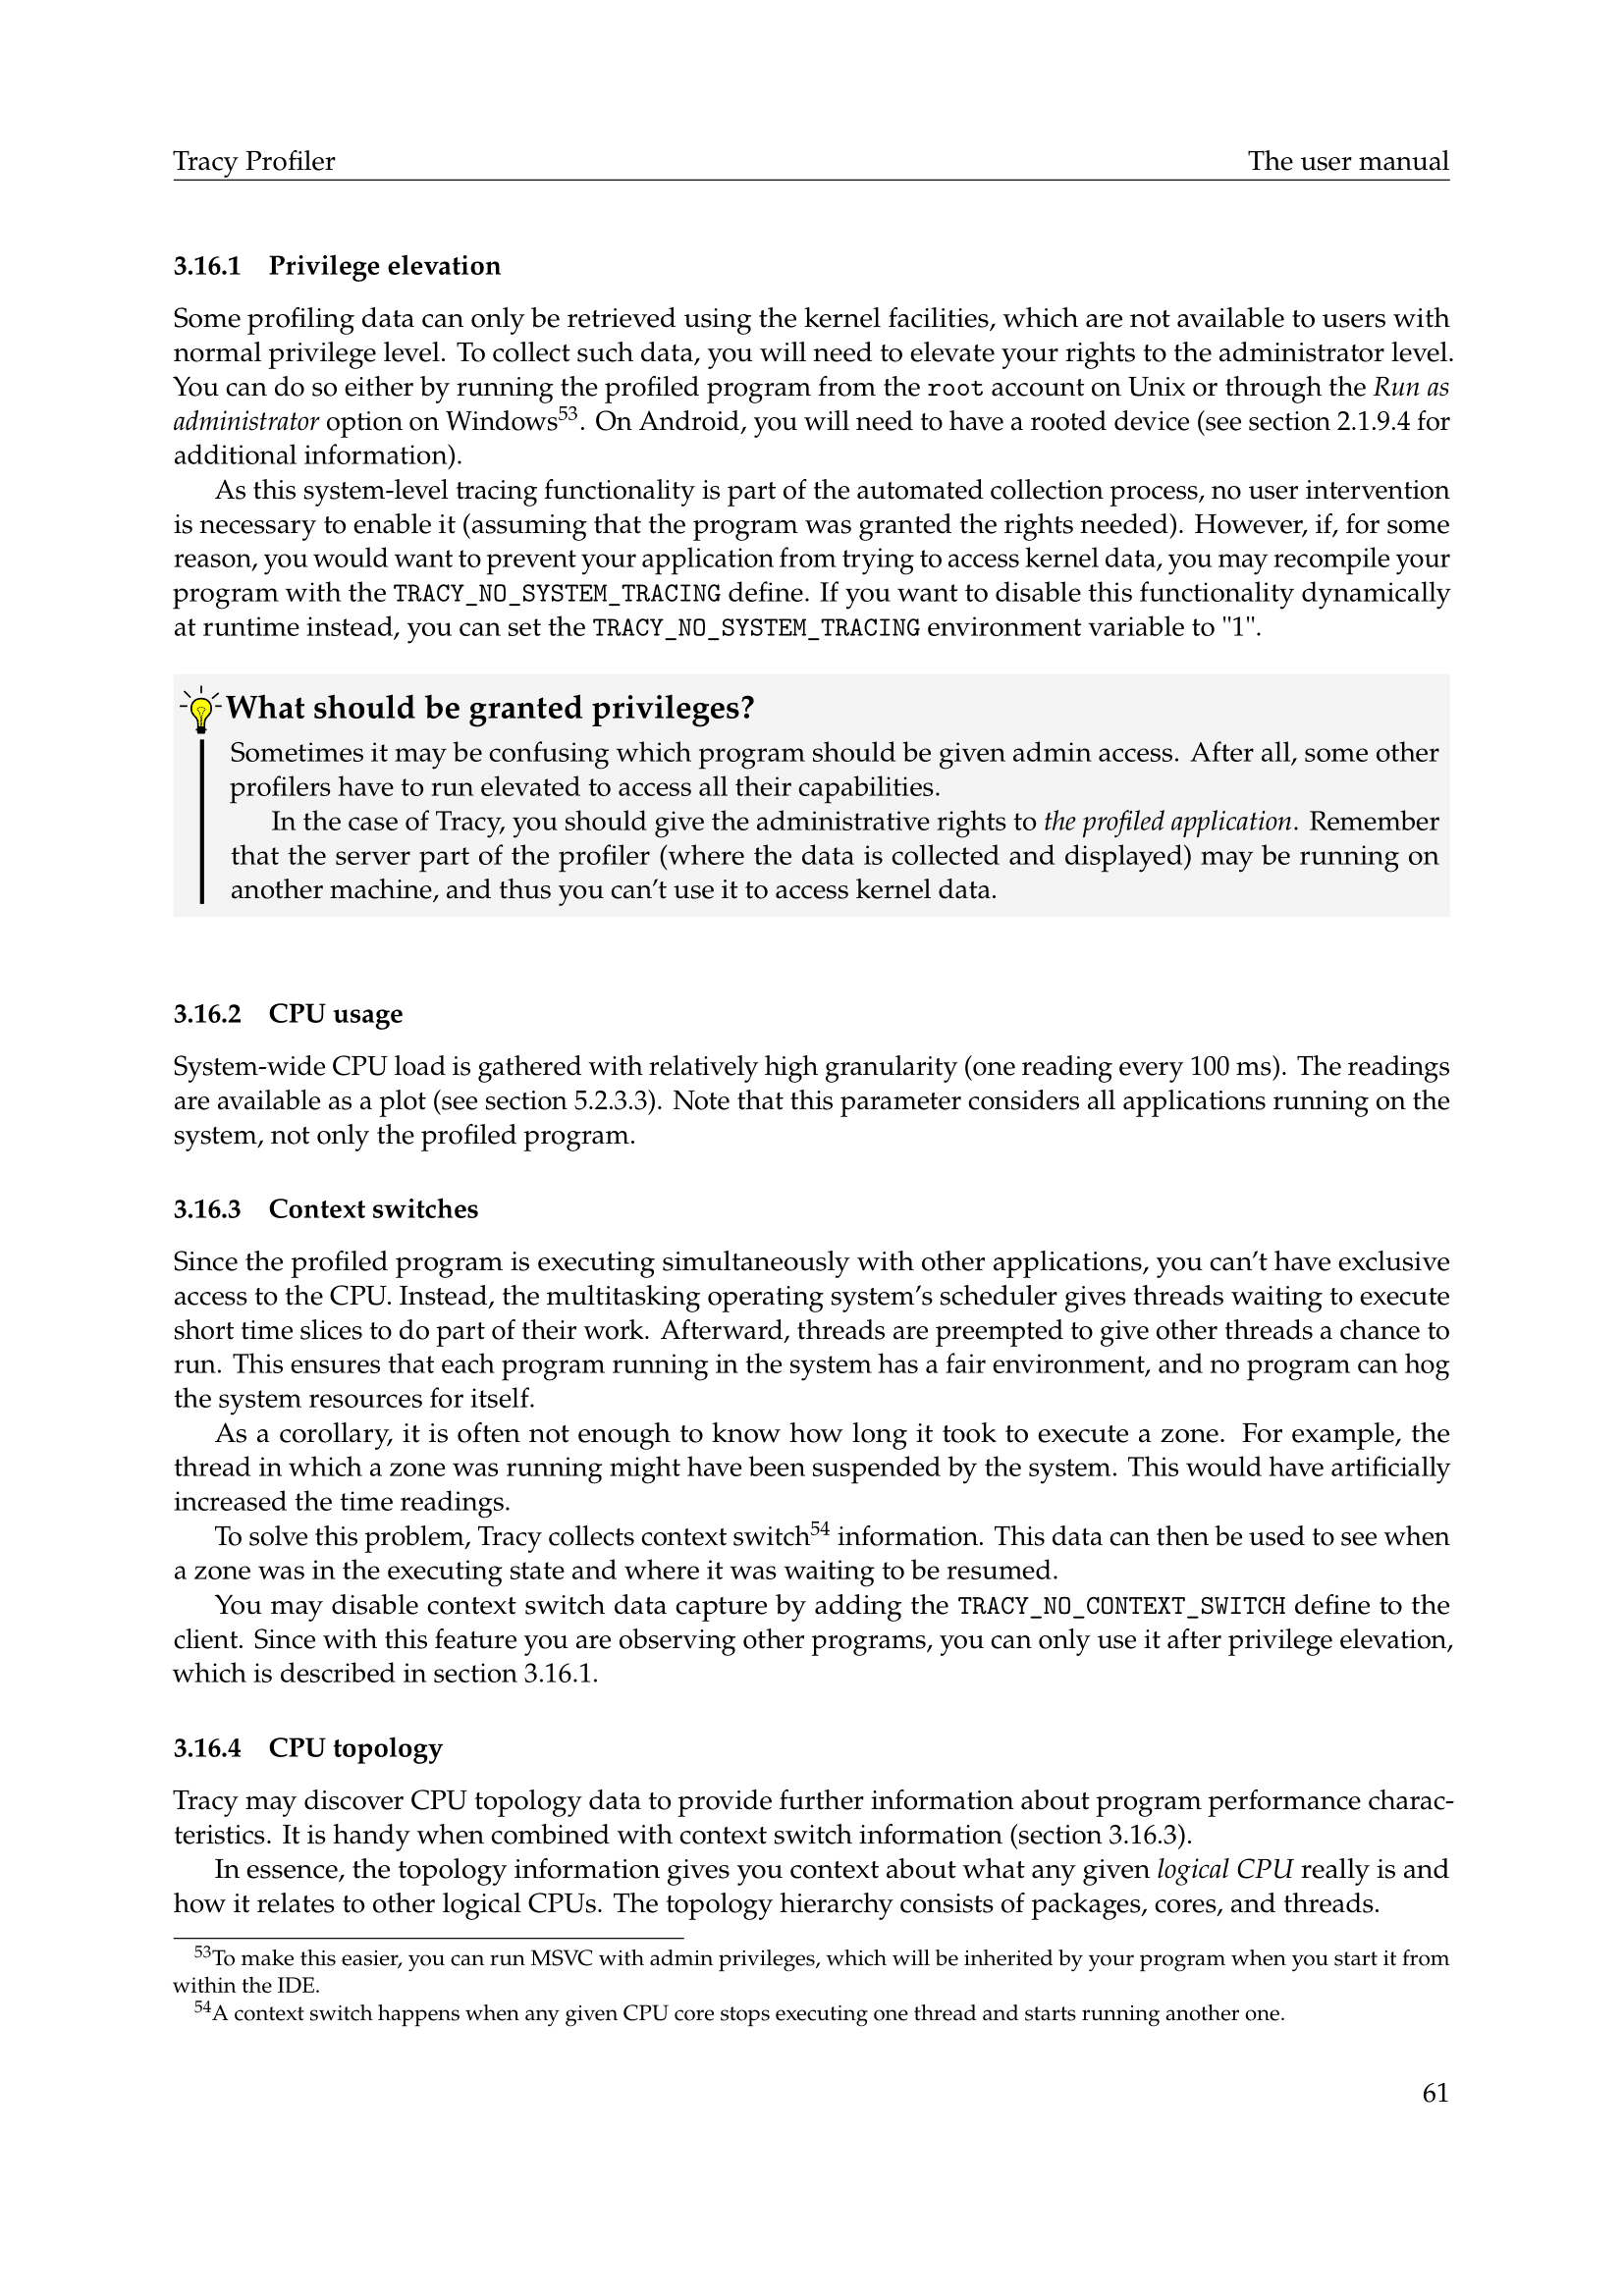 Tracy Profiler The user manual
3.16.1 Privilege elevation
Some profiling data can only be retrieved using the kernel facilities, which are not available to users with
normal privilege level. To collect such data, you will need to elevate your rights to the administrator level.
You can do so either by running the profiled program from the root account on Unix or through the Run as
administrator option on Windows53. On Android, you will need to have a rooted device (see section 2.1.9.4 for
additional information).
As this system-level tracing functionality is part of the automated collection process, no user intervention
is necessary to enable it (assuming that the program was granted the rights needed). However, if, for some
reason, you would want to prevent your application from trying to access kernel data, you may recompile your
program with the TRACY_NO_SYSTEM_TRACING define. If you want to disable this functionality dynamically
at runtime instead, you can set the TRACY_NO_SYSTEM_TRACING environment variable to "1".
What should be granted privileges?
Sometimes it may be confusing which program should be given admin access. After all, some other
profilers have to run elevated to access all their capabilities.
In the case of Tracy, you should give the administrative rights to the profiled application. Remember
that the server part of the profiler (where the data is collected and displayed) may be running on
another machine, and thus you can't use it to access kernel data.
3.16.2 CPU usage
System-wide CPU load is gathered with relatively high granularity (one reading every 100 ms). The readings
are available as a plot (see section 5.2.3.3). Note that this parameter considers all applications running on the
system, not only the profiled program.
3.16.3 Context switches
Since the profiled program is executing simultaneously with other applications, you can't have exclusive
access to the CPU. Instead, the multitasking operating system's scheduler gives threads waiting to execute
short time slices to do part of their work. Afterward, threads are preempted to give other threads a chance to
run. This ensures that each program running in the system has a fair environment, and no program can hog
the system resources for itself.
As a corollary, it is often not enough to know how long it took to execute a zone. For example, the
thread in which a zone was running might have been suspended by the system. This would have artificially
increased the time readings.
To solve this problem, Tracy collects context switch54 information. This data can then be used to see when
a zone was in the executing state and where it was waiting to be resumed.
You may disable context switch data capture by adding the TRACY_NO_CONTEXT_SWITCH define to the
client. Since with this feature you are observing other programs, you can only use it after privilege elevation,
which is described in section 3.16.1.
3.16.4 CPU topology
Tracy may discover CPU topology data to provide further information about program performance charac-
teristics. It is handy when combined with context switch information (section 3.16.3).
In essence, the topology information gives you context about what any given logical CPU really is and
how it relates to other logical CPUs. The topology hierarchy consists of packages, cores, and threads.
53To make this easier, you can run MSVC with admin privileges, which will be inherited by your program when you start it from
within the IDE.
54A context switch happens when any given CPU core stops executing one thread and starts running another one.
61